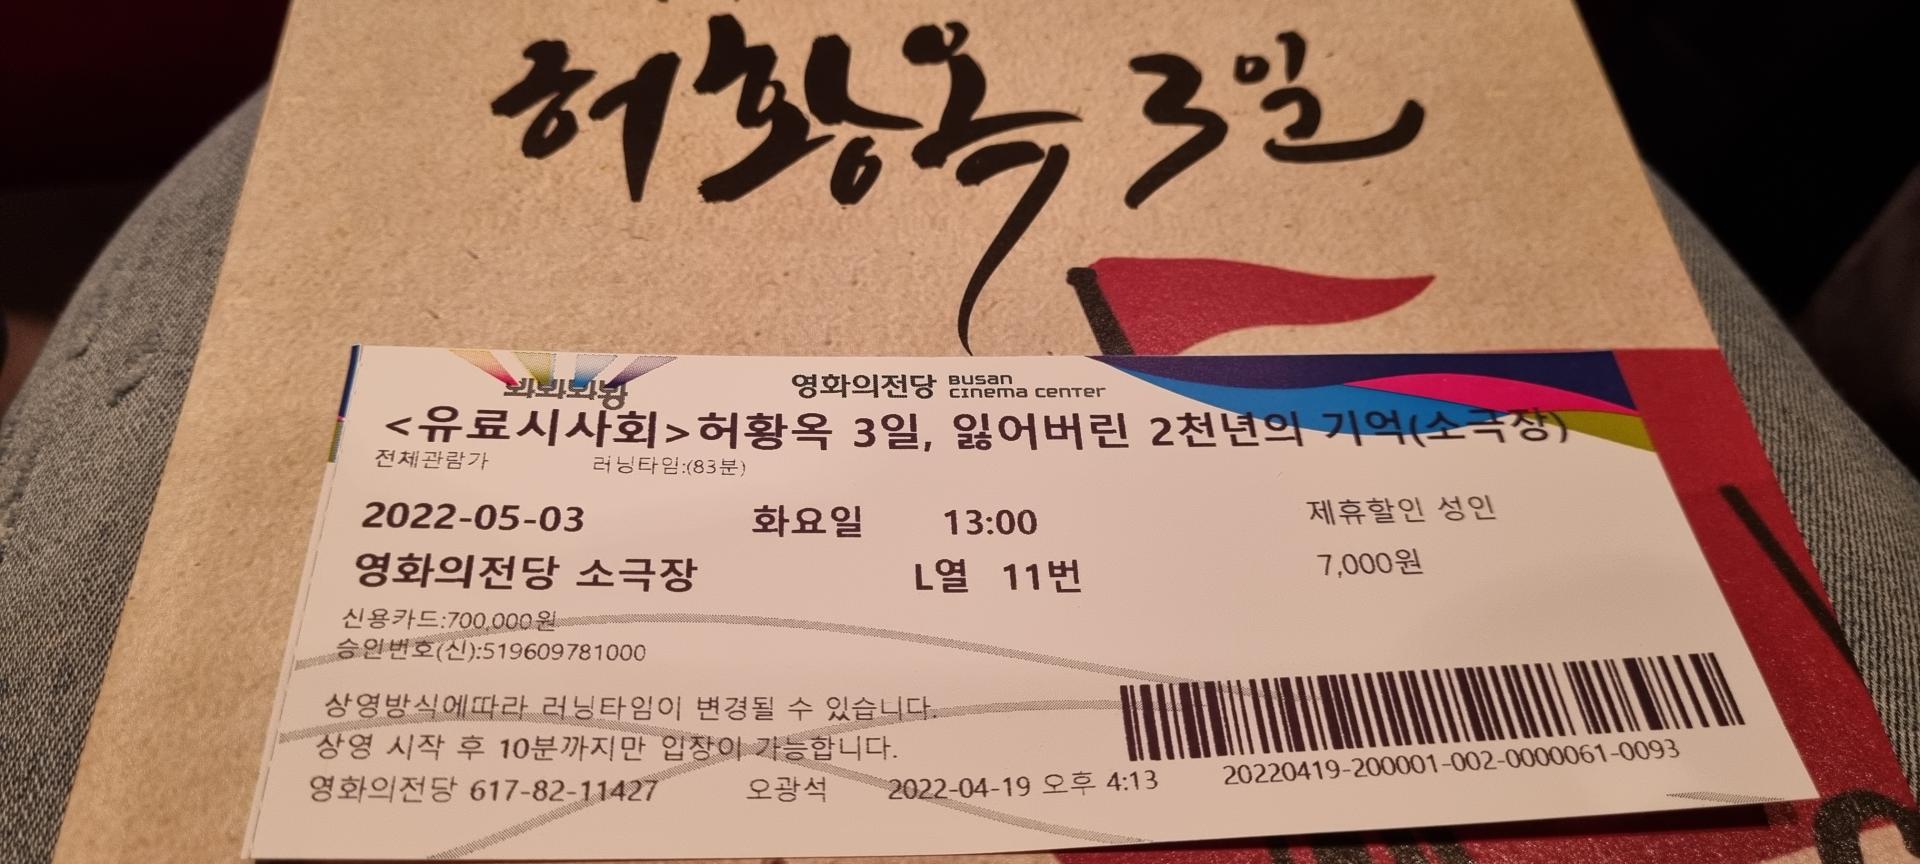 허황옥 3일
영화의전당 BUSAN CINEMA CENTER
<유료시사회>허황옥 3일, 잃어버린 2천년의 기억(소극장)
전체관람가 러닝타임:(83분)
2022-05-03 화요일 13:00 제휴할인 성인
영화의전당 소극장 L열 11번 7,000원
신용카드:700,000원
승인번호(신):519609781000
상영방식에따라 러닝타임이 변경될 수 있습니다.
상영 시작 후 10분까지만 입장이 가능합니다.
영화의전당 617-82-11427 오광석 2022-04-19 오후 4:13
20220419-200001-002-0000061-0093